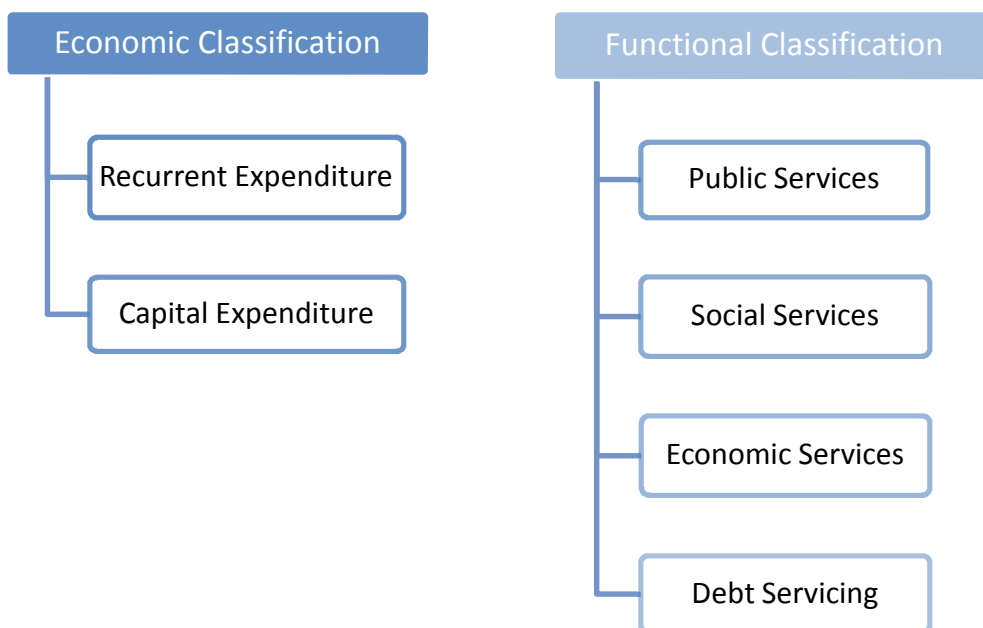 Economic Classification
Recurrent Expenditure
Capital Expenditure
Functional Classification
Public Services
Social Services
Economic Services
Debt Servicing